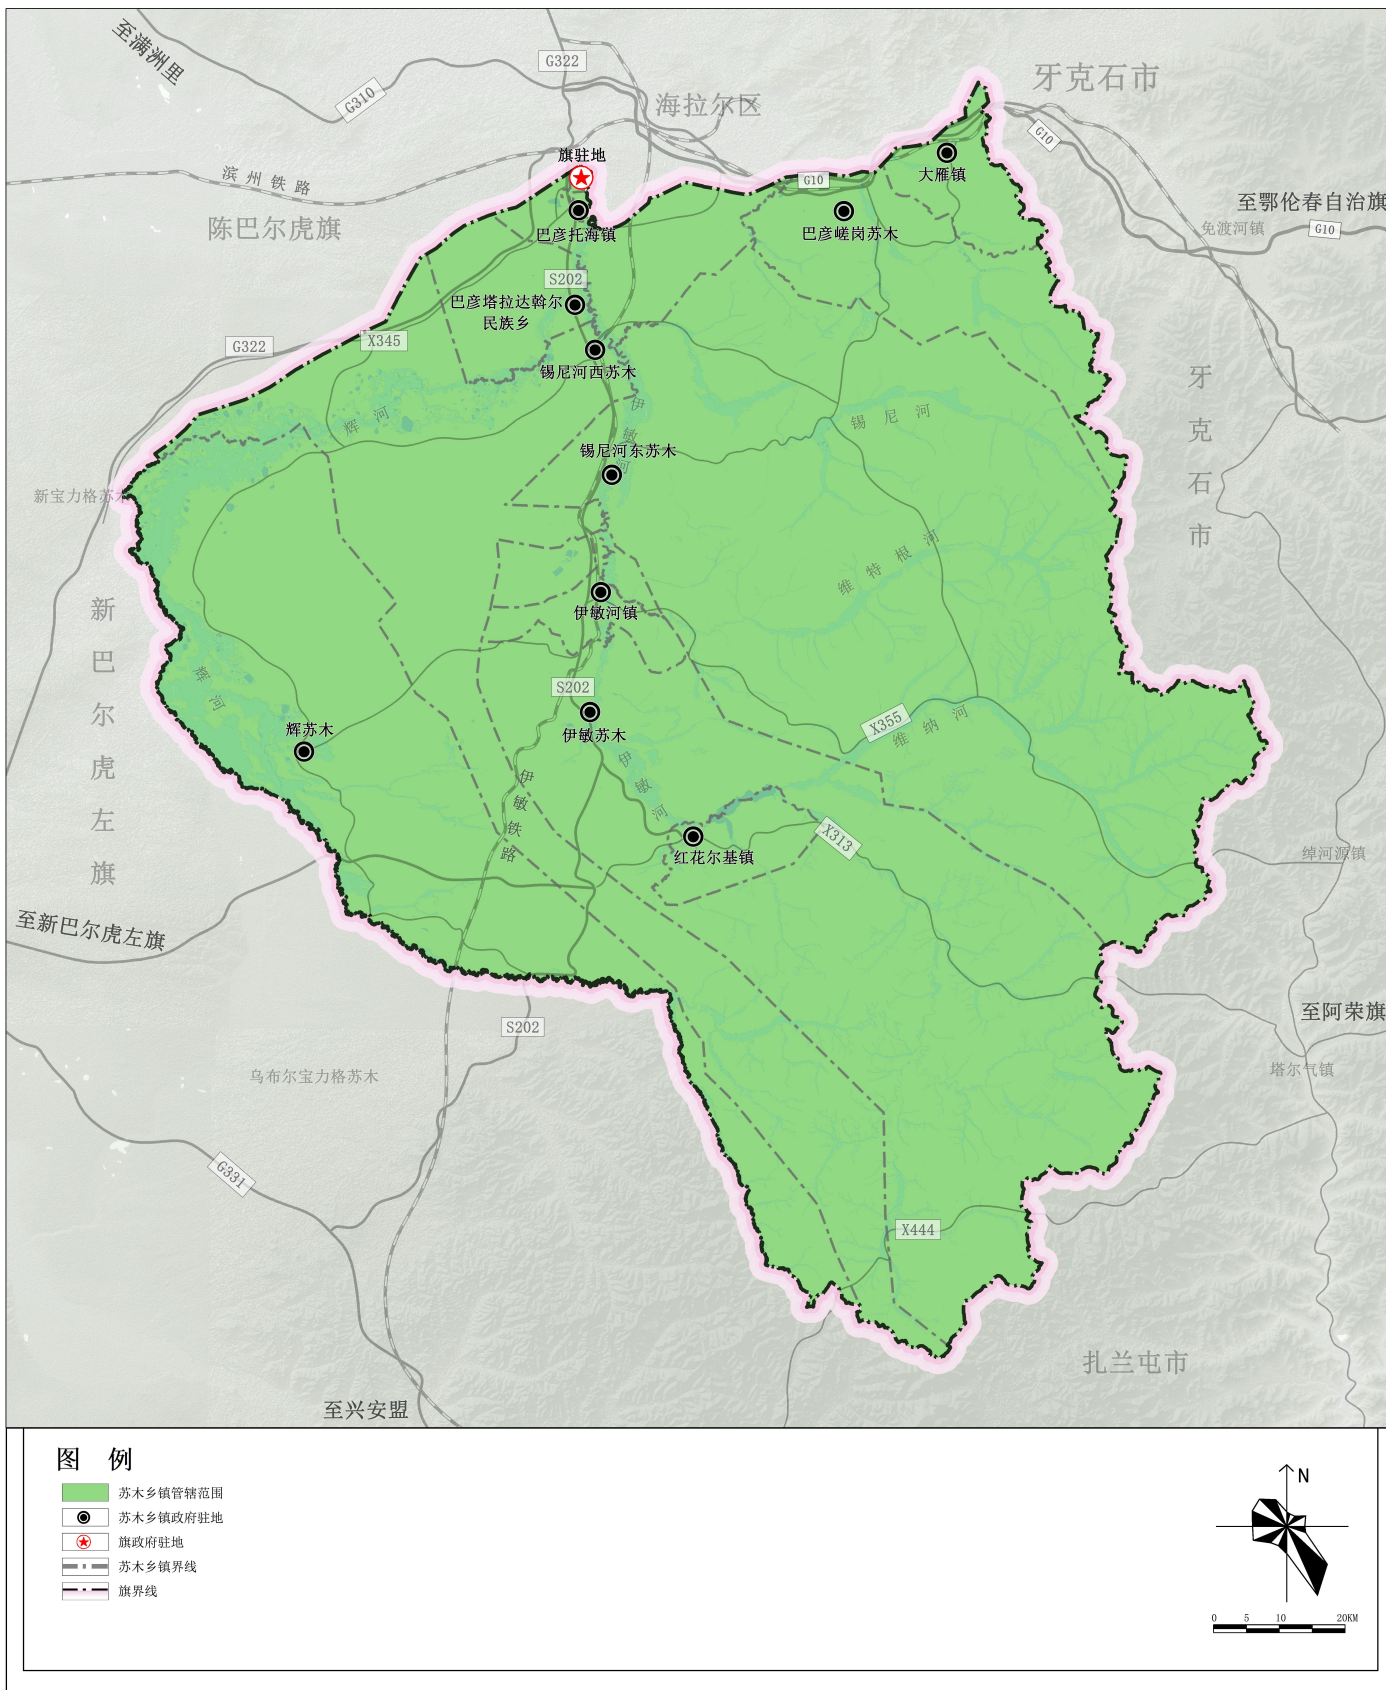 至满洲里
G322
牙克石市
G310
海拉尔区
G10
旗驻地
滨州铁路
G10
大雁镇
至鄂伦春自治旗
陈巴尔虎旗
巴彦托海镇
巴彦嵯岗苏木
免渡河镇
G10
S202
巴彦塔拉达斡尔
民族乡
G322
X345
锡尼河西苏木
牙克石市
辉河
伊敏河
锡尼河
锡尼河东苏木
新宝力格苏木
维特根河
新巴尔虎左旗
伊敏河镇
辉河
S202
X355
维纳河
辉苏木
伊敏苏木
伊敏河
伊敏铁路
红花尔基镇
X313
绰河源镇
至新巴尔虎左旗
至阿荣旗
S202
塔尔气镇
乌布尔宝力格苏木
G331
X444
扎兰屯市
至兴安盟
图 例
苏木乡镇管辖范围
苏木乡镇政府驻地
旗政府驻地
苏木乡镇界线
旗界线
N
0 5 10 20KM